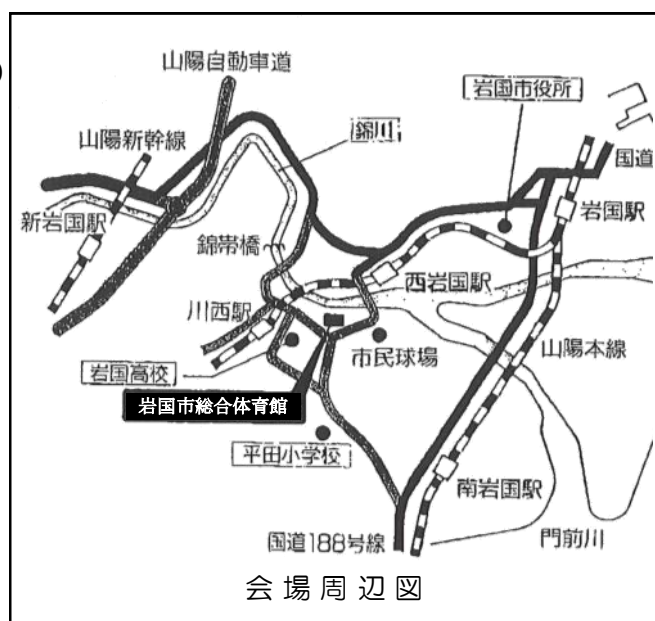 山陽自動車道
岩国市役所
錦川
山陽新幹線
国道
岩国駅
新岩国駅
錦帯橋
西岩国駅
川西駅
市民球場
山陽本線
岩国高校
岩国市総合体育館
平田小学校
南岩国駅
国道188号線
門前川
会場周辺図